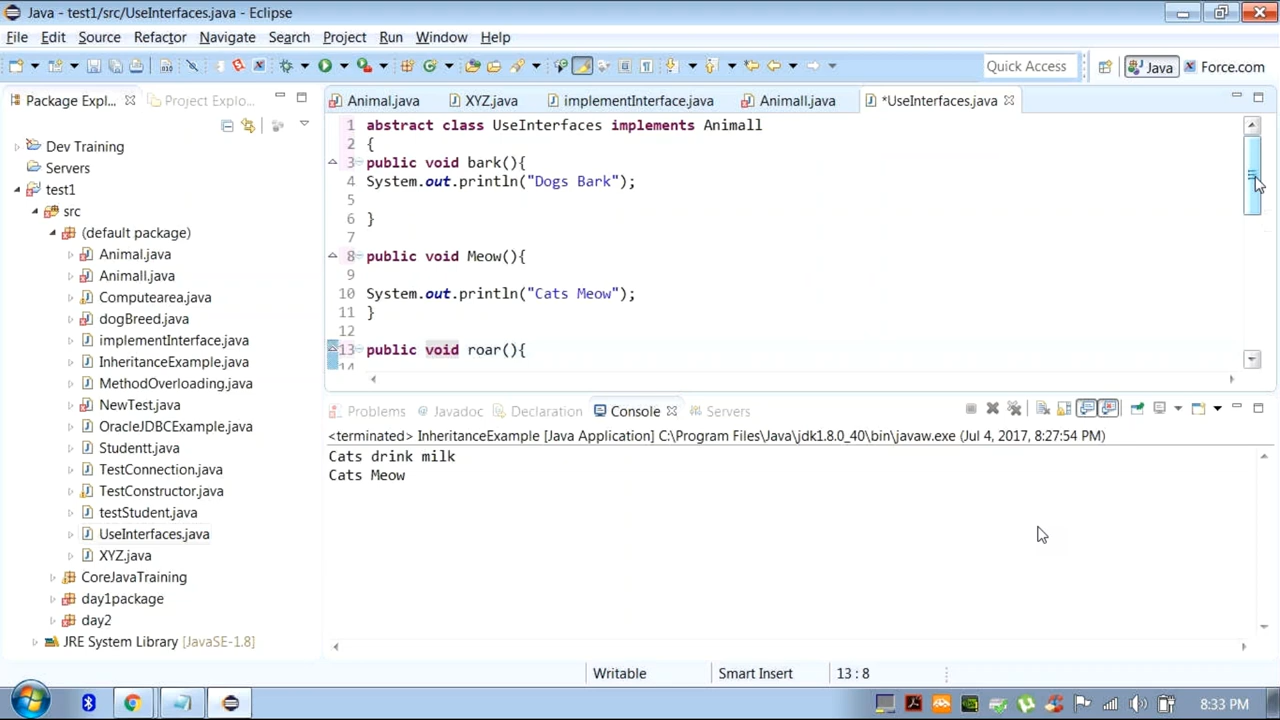 Java - test1/src/UseInterfaces.java - Eclipse
File Edit Source Refactor Navigate Search Project Run Window Help
Quick Access Java Force.com
Package Expl... Project Explo...
Animal.java XYZ.java implementInterface.java Animall.java *UseInterfaces.java
Dev Training
Servers
test1
src
(default package)
Animal.java
Animall.java
Computearea.java
dogBreed.java
implementInterface.java
InheritanceExample.java
MethodOverloading.java
NewTest.java
OracleJDBCExample.java
Studentt.java
TestConnection.java
TestConstructor.java
testStudent.java
UseInterfaces.java
XYZ.java
CoreJavaTraining
day1package
day2
JRE System Library [JavaSE-1.8]
1 abstract class UseInterfaces implements Animall
2 {
3 public void bark(){
4 System.out.println("Dogs Bark");
5
6 }
7
8 public void Meow(){
9
10 System.out.println("Cats Meow");
11 }
12
13 public void roar(){
14
Problems Javadoc Declaration Console Servers
<terminated> InheritanceExample [Java Application] C:\Program Files\Java\jdk1.8.0_40\bin\javaw.exe (Jul 4, 2017, 8:27:54 PM)
Cats drink milk
Cats Meow
Writable Smart Insert 13 : 8
8:33 PM